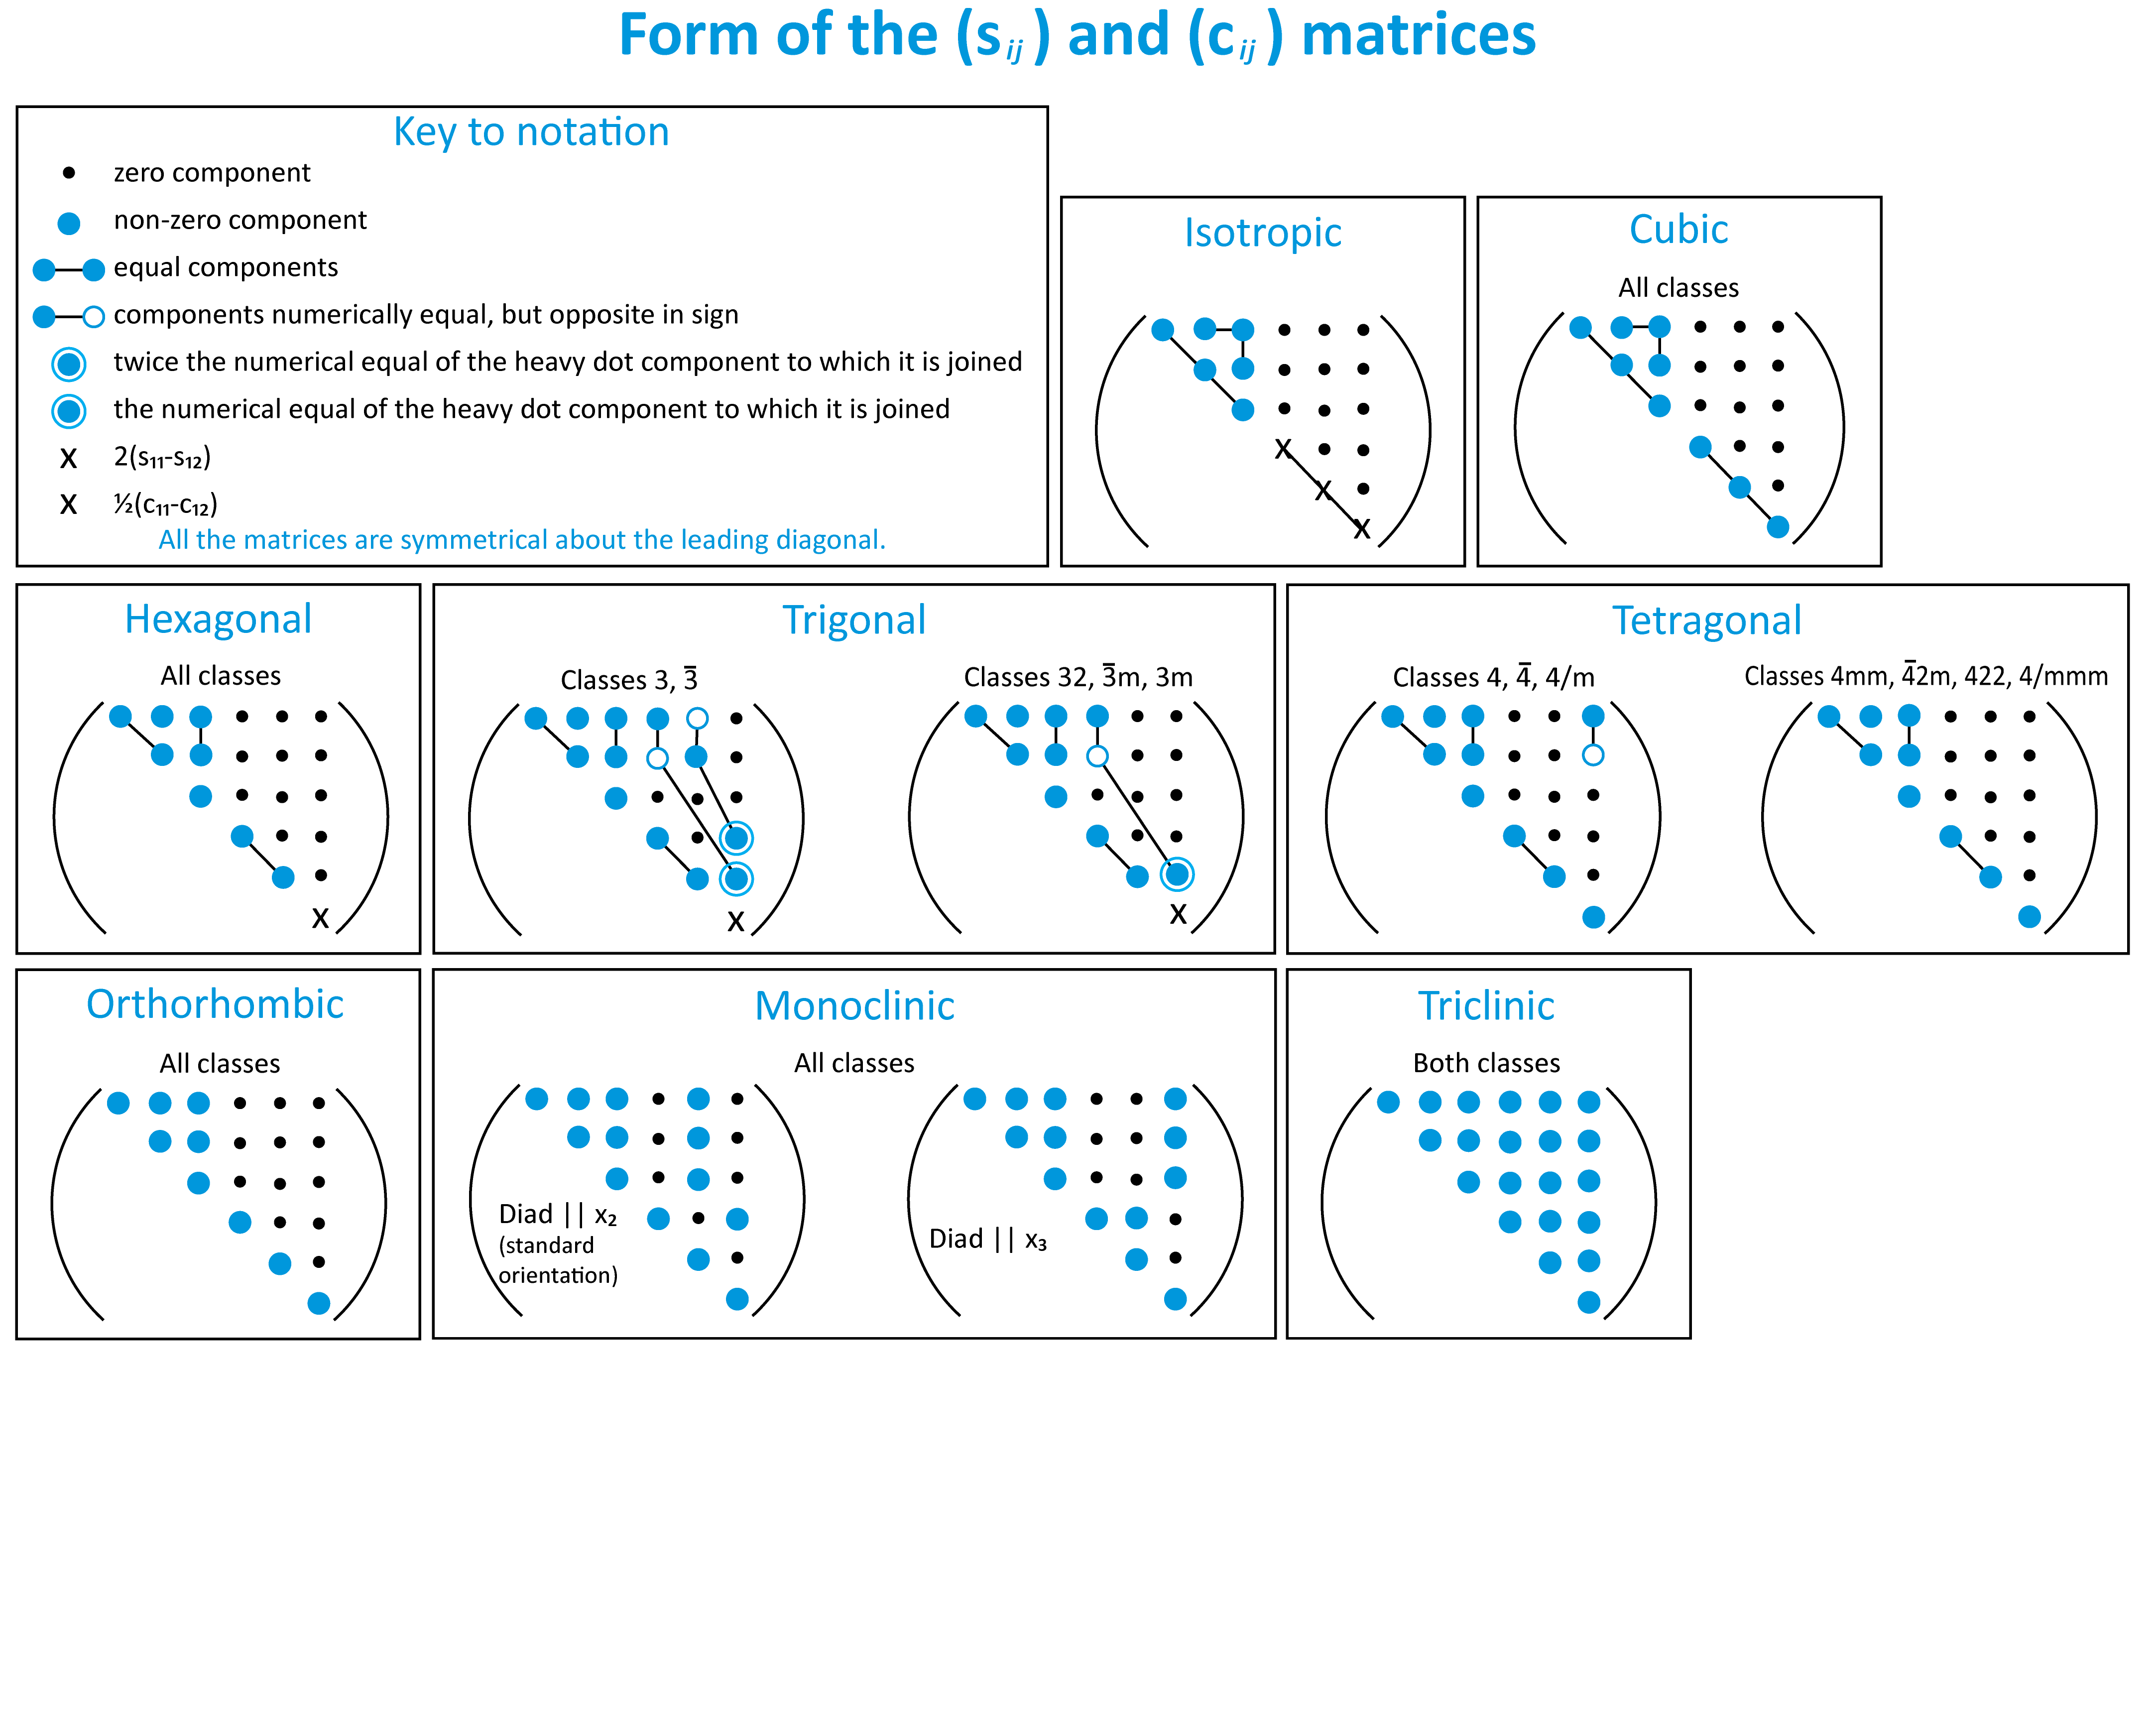 Form of the (s ij ) and (c ij ) matrices
Key to notation
zero component
non-zero component
equal components
components numerically equal, but opposite in sign
twice the numerical equal of the heavy dot component to which it is joined
the numerical equal of the heavy dot component to which it is joined
X 2(s₁₁-s₁₂)
X ½(c₁₁-c₁₂)
All the matrices are symmetrical about the leading diagonal.
Isotropic
X
X
X
Cubic
All classes
Hexagonal
All classes
X
Trigonal
Classes 3, 3̅
X
Classes 32, 3̅m, 3m
X
Tetragonal
Classes 4, 4̅, 4/m
Classes 4mm, 4̅2m, 422, 4/mmm
Orthorhombic
All classes
Monoclinic
All classes
Diad || x₂
(standard
orientation)
Diad || x₃
Triclinic
Both classes